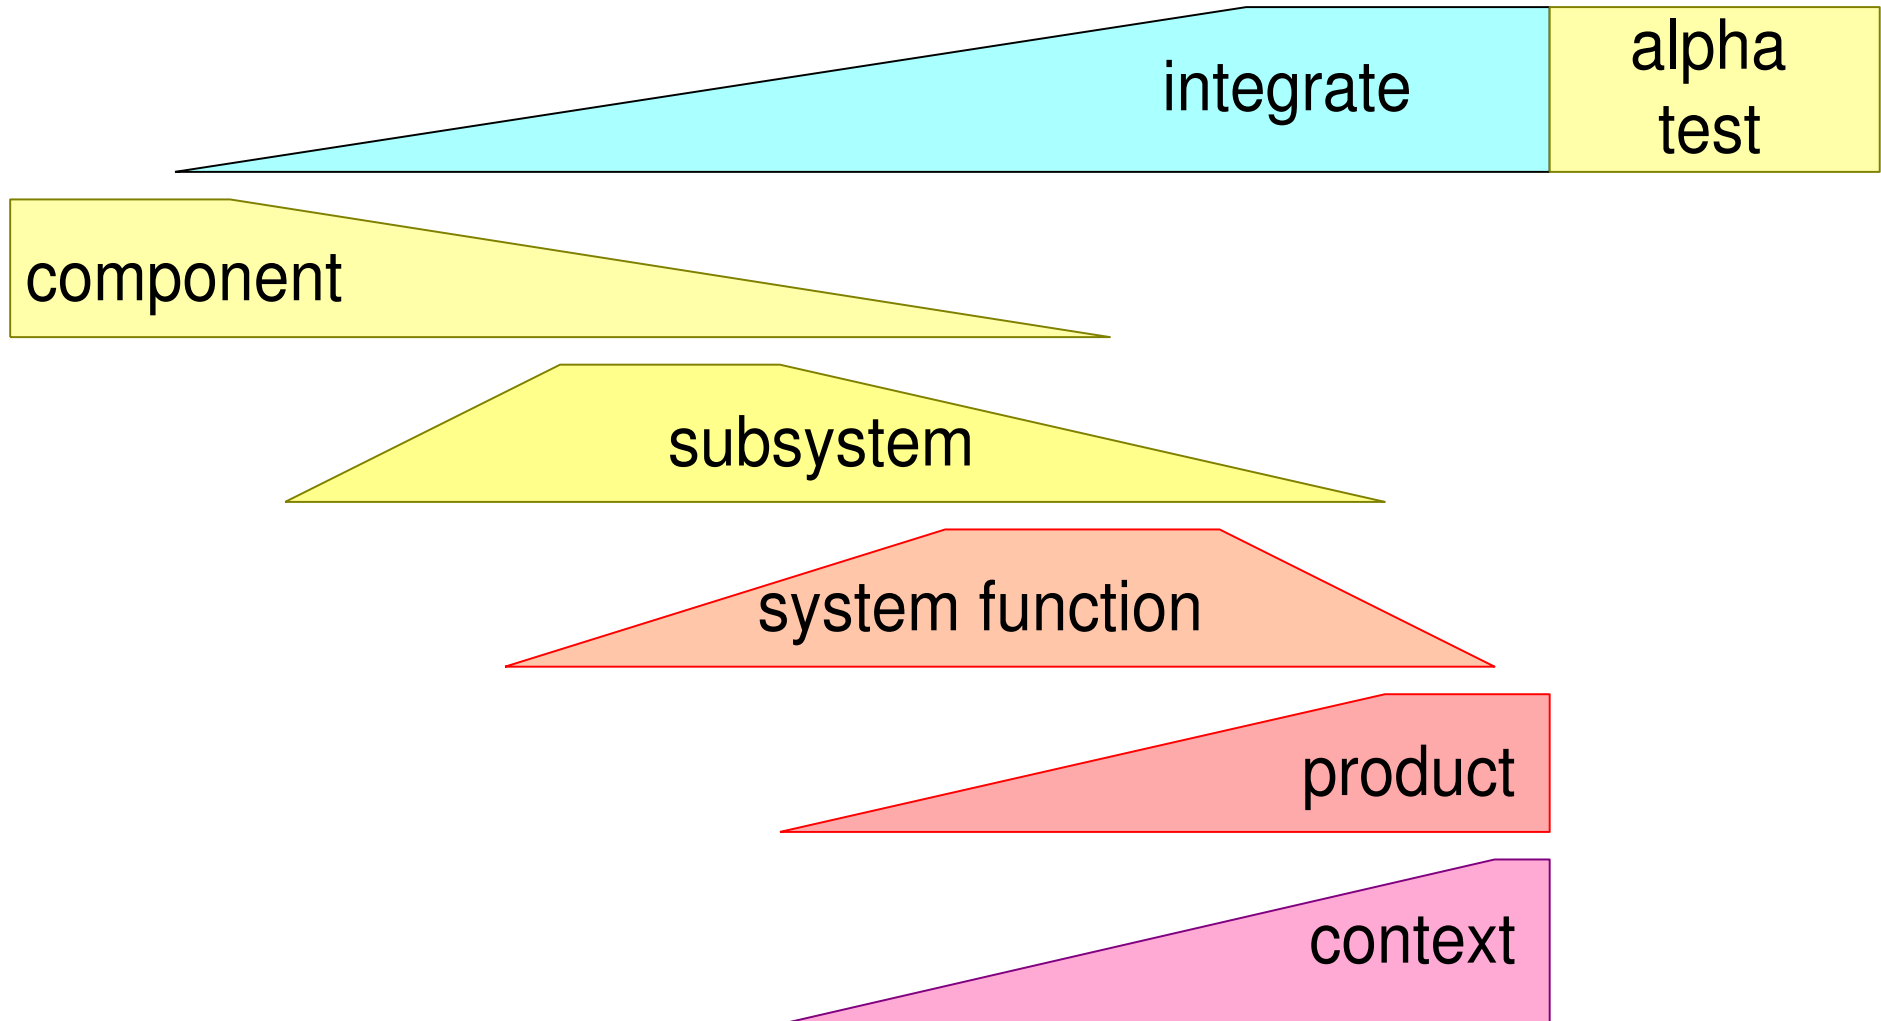 integrate
alpha
test
component
subsystem
system function
product
context